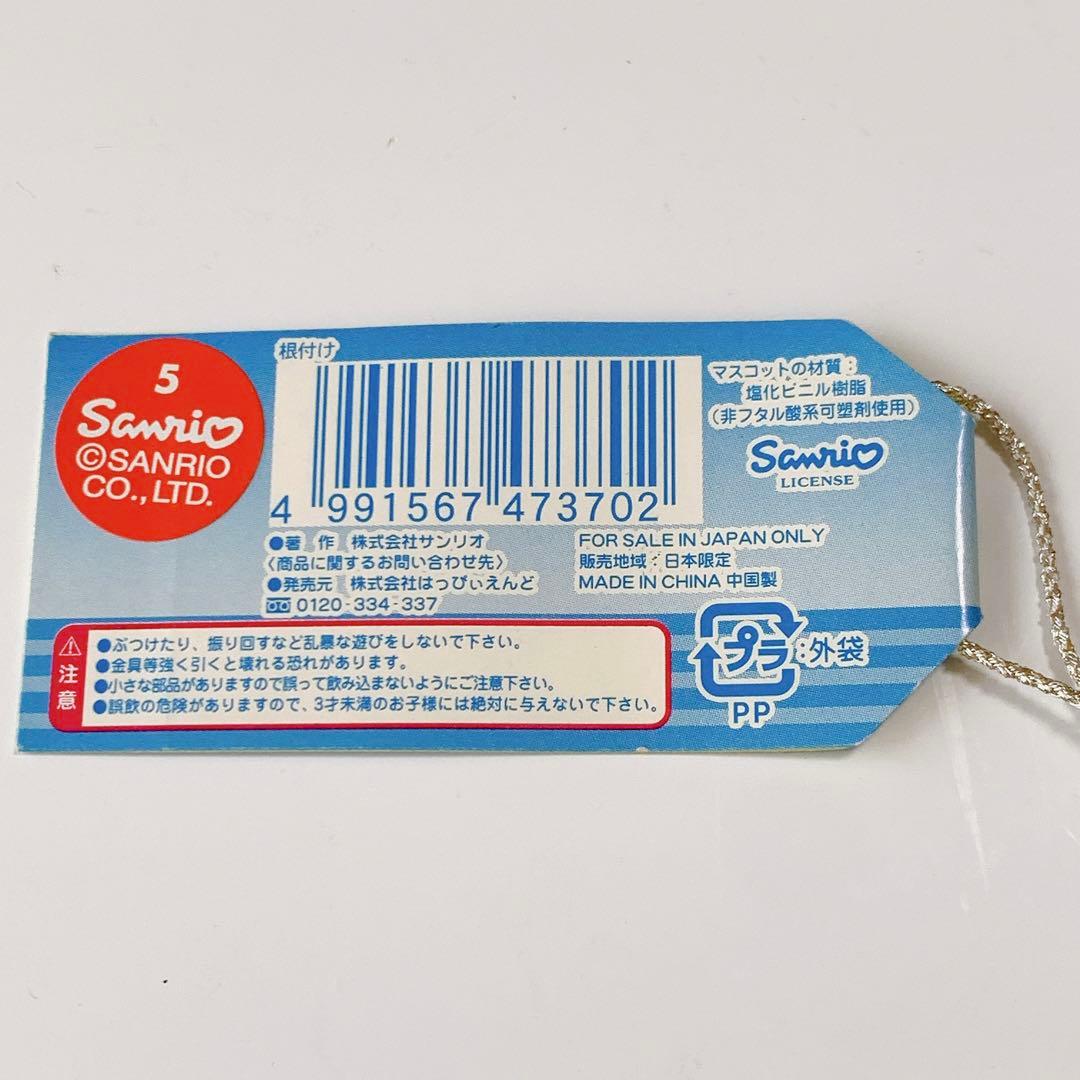 5
Sanrio
©SANRIO
CO., LTD.
根付け
4 991567 473702
マスコットの材質:
塩化ビニル樹脂
(非フタル酸系可塑剤使用)
Sanrio
LICENSE
●著 作 株式会社サンリオ
〈商品に関するお問い合わせ先〉
●発売元 株式会社はっぴぃえんど
0120-334-337
FOR SALE IN JAPAN ONLY
販売地域:日本限定
MADE IN CHINA 中国製
注意
●ぶつけたり、振り回すなど乱暴な遊びをしないで下さい。
●金具等強く引くと壊れる恐れがあります。
●小さな部品がありますので誤って飲み込まないようにご注意下さい。
●誤飲の危険がありますので、3才未満のお子様には絶対に与えないで下さい。
プラ:外袋
PP